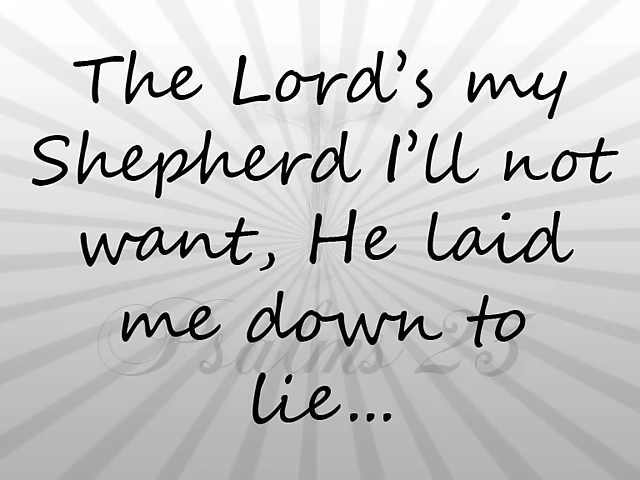 The Lord’s my
Shepherd I’ll not
want, He laid
me down to
Psalms 23
lie...